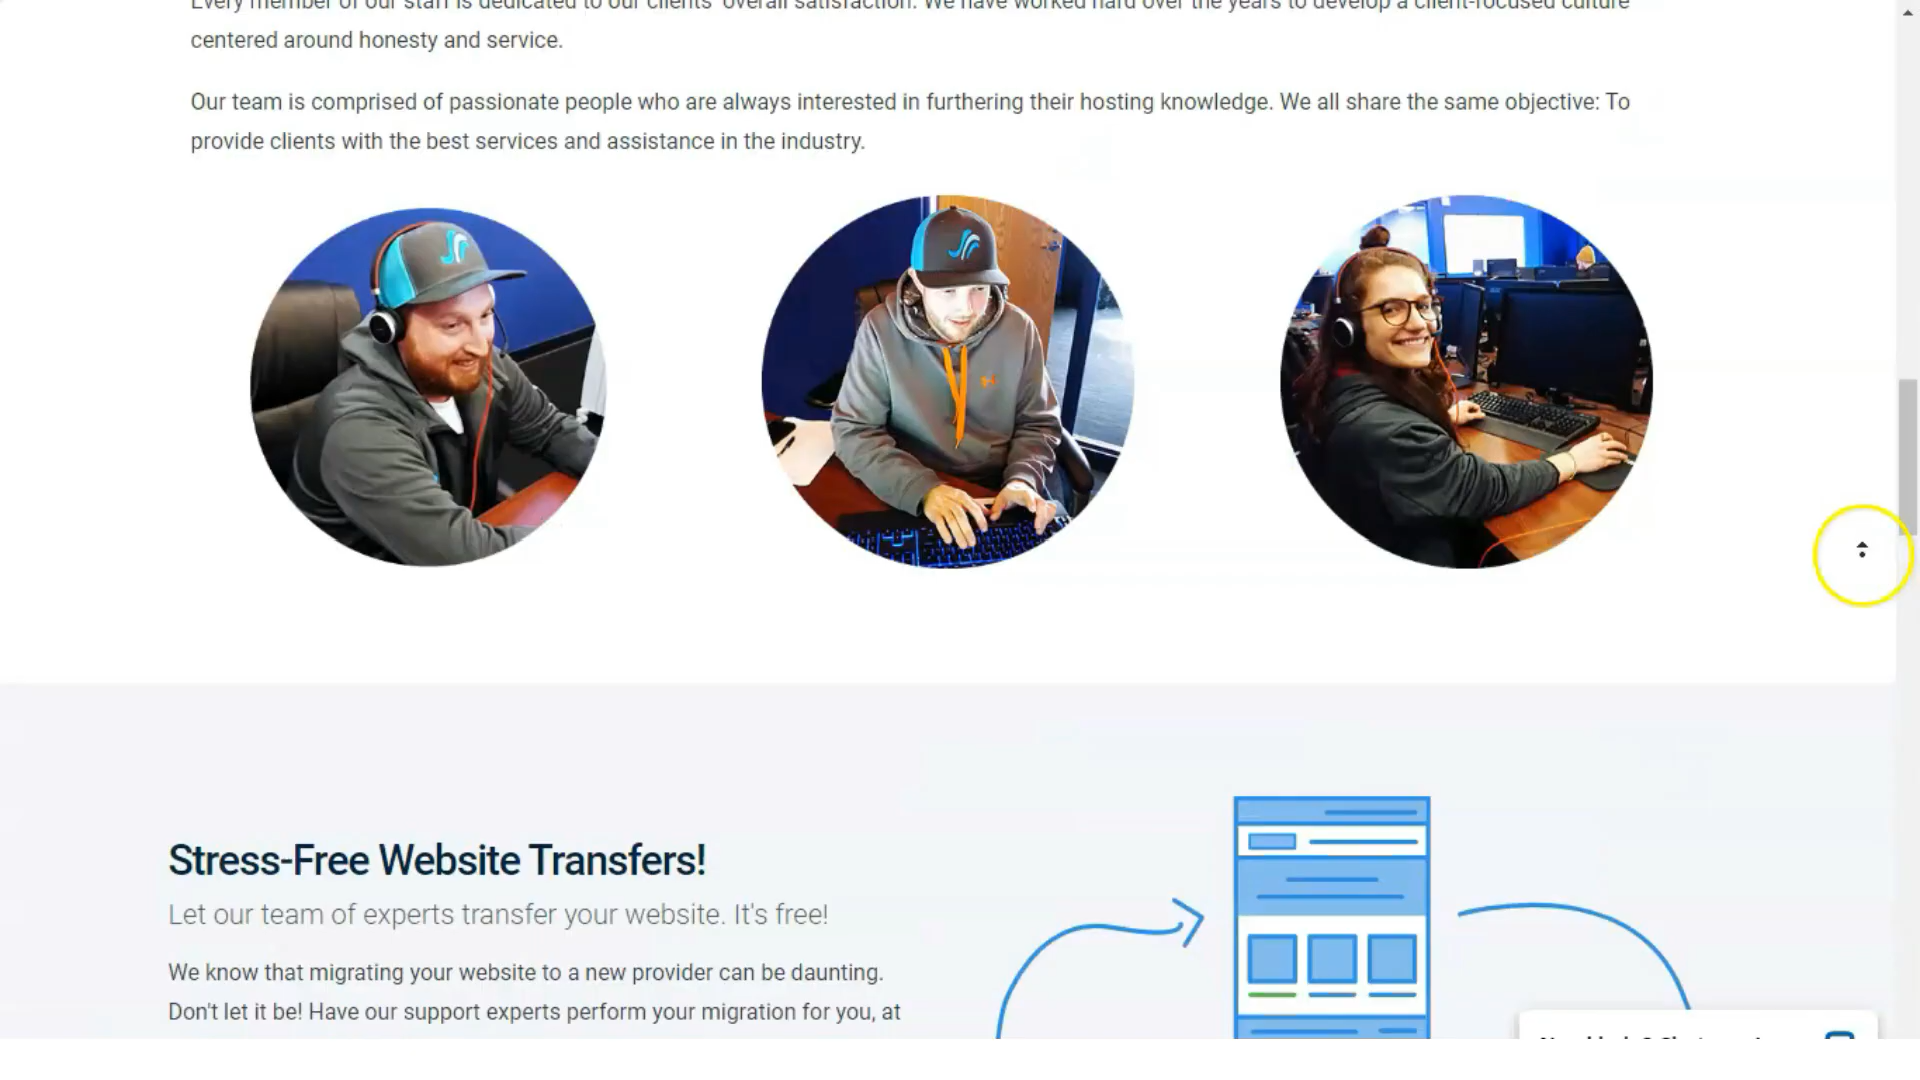 Every member of our staff is dedicated to our clients' overall satisfaction. We have worked hard over the years to develop a client-focused culture
centered around honesty and service.
Our team is comprised of passionate people who are always interested in furthering their hosting knowledge. We all share the same objective: To
provide clients with the best services and assistance in the industry.
Stress-Free Website Transfers!
Let our team of experts transfer your website. It's free!
We know that migrating your website to a new provider can be daunting.
Don't let it be! Have our support experts perform your migration for you, at